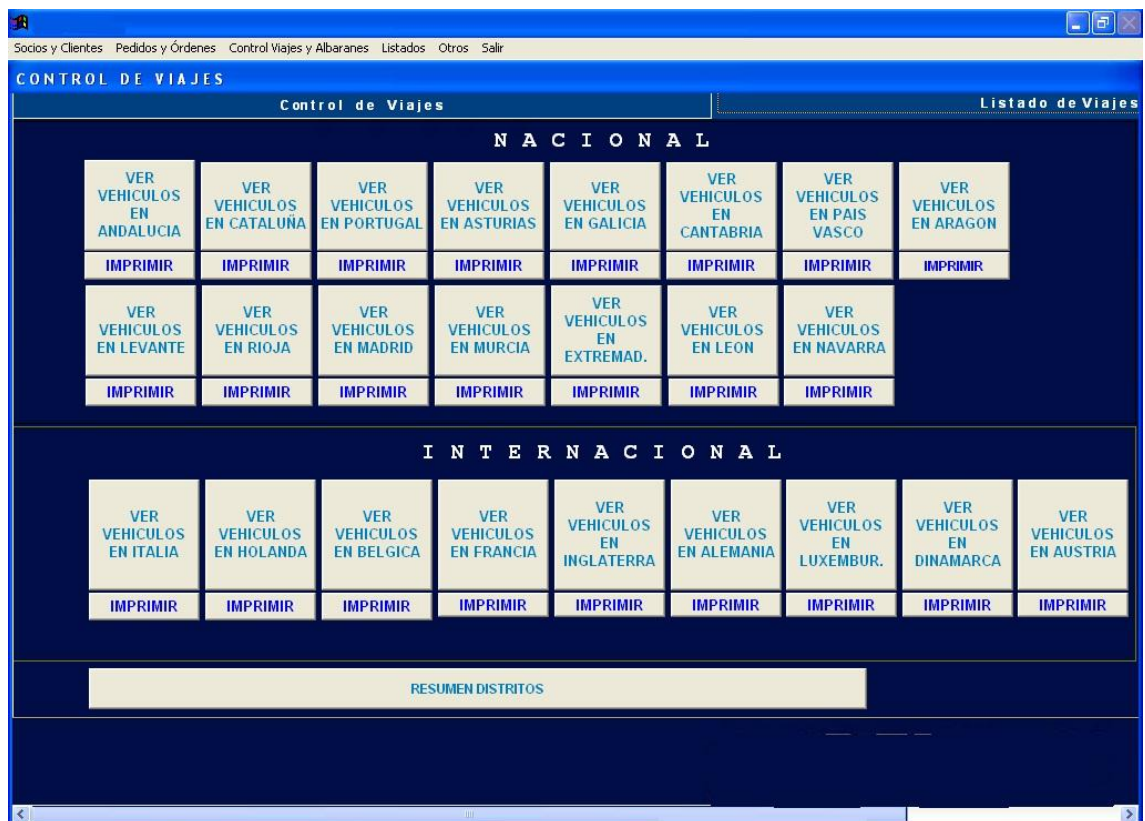 Socios y Clientes Pedidos y Órdenes Control Viajes y Albaranes Listados Otros Salir
CONTROL DE VIAJES
Control de Viajes
Listado de Viajes
NACIONAL
VER
VEHICULOS
EN
ANDALUCIA
VER
VEHICULOS
EN CATALUÑA
VER
VEHICULOS
EN PORTUGAL
VER
VEHICULOS
EN ASTURIAS
VER
VEHICULOS
EN GALICIA
VER
VEHICULOS
EN
CANTABRIA
VER
VEHICULOS
EN PAIS
VASCO
VER
VEHICULOS
EN ARAGON
IMPRIMIR IMPRIMIR IMPRIMIR IMPRIMIR IMPRIMIR IMPRIMIR IMPRIMIR IMPRIMIR
VER
VEHICULOS
EN LEVANTE
VER
VEHICULOS
EN RIOJA
VER
VEHICULOS
EN MADRID
VER
VEHICULOS
EN MURCIA
VER
VEHICULOS
EN
EXTREMAD.
VER
VEHICULOS
EN LEON
VER
VEHICULOS
EN NAVARRA
IMPRIMIR IMPRIMIR IMPRIMIR IMPRIMIR IMPRIMIR IMPRIMIR IMPRIMIR
INTERNACIONAL
VER
VEHICULOS
EN ITALIA
VER
VEHICULOS
EN HOLANDA
VER
VEHICULOS
EN BELGICA
VER
VEHICULOS
EN FRANCIA
VER
VEHICULOS
EN
INGLATERRA
VER
VEHICULOS
EN ALEMANIA
VER
VEHICULOS
EN
LUXEMBUR.
VER
VEHICULOS
EN
DINAMARCA
VER
VEHICULOS
EN AUSTRIA
IMPRIMIR IMPRIMIR IMPRIMIR IMPRIMIR IMPRIMIR IMPRIMIR IMPRIMIR IMPRIMIR IMPRIMIR
RESUMEN DISTRITOS